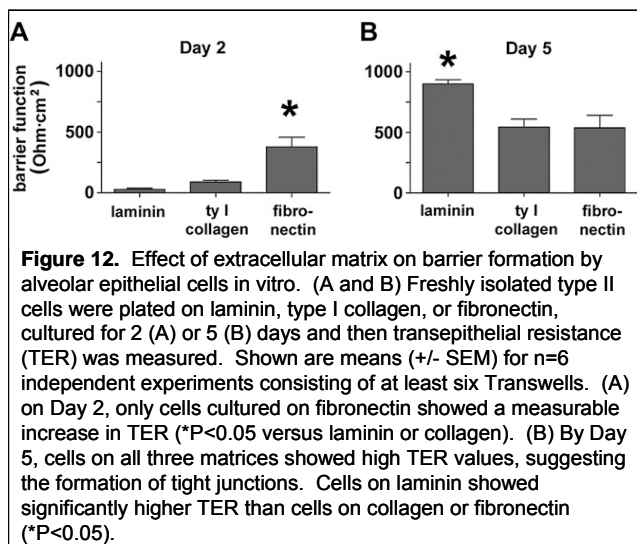 A
Day 2
barrier function
(Ohm·cm²)
1000
500
0
*
laminin
ty I
collagen
fibro-
nectin
B
Day 5
1000
500
0
*
laminin
ty I
collagen
fibro-
nectin
Figure 12. Effect of extracellular matrix on barrier formation by
alveolar epithelial cells in vitro. (A and B) Freshly isolated type II
cells were plated on laminin, type I collagen, or fibronectin,
cultured for 2 (A) or 5 (B) days and then transepithelial resistance
(TER) was measured. Shown are means (+/- SEM) for n=6
independent experiments consisting of at least six Transwells. (A)
on Day 2, only cells cultured on fibronectin showed a measurable
increase in TER (*P<0.05 versus laminin or collagen). (B) By Day
5, cells on all three matrices showed high TER values, suggesting
the formation of tight junctions. Cells on laminin showed
significantly higher TER than cells on collagen or fibronectin
(*P<0.05).